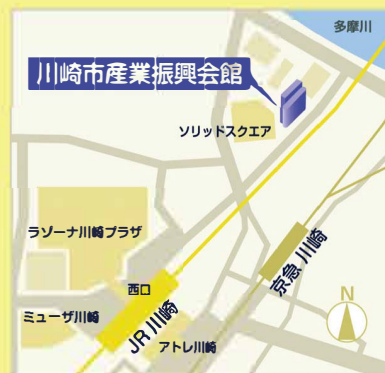 多摩川
川崎市産業振興会館
ソリッドスクエア
ラゾーナ川崎プラザ
京急 川崎
西口
JR 川崎
N
ミューザ川崎
アトレ川崎